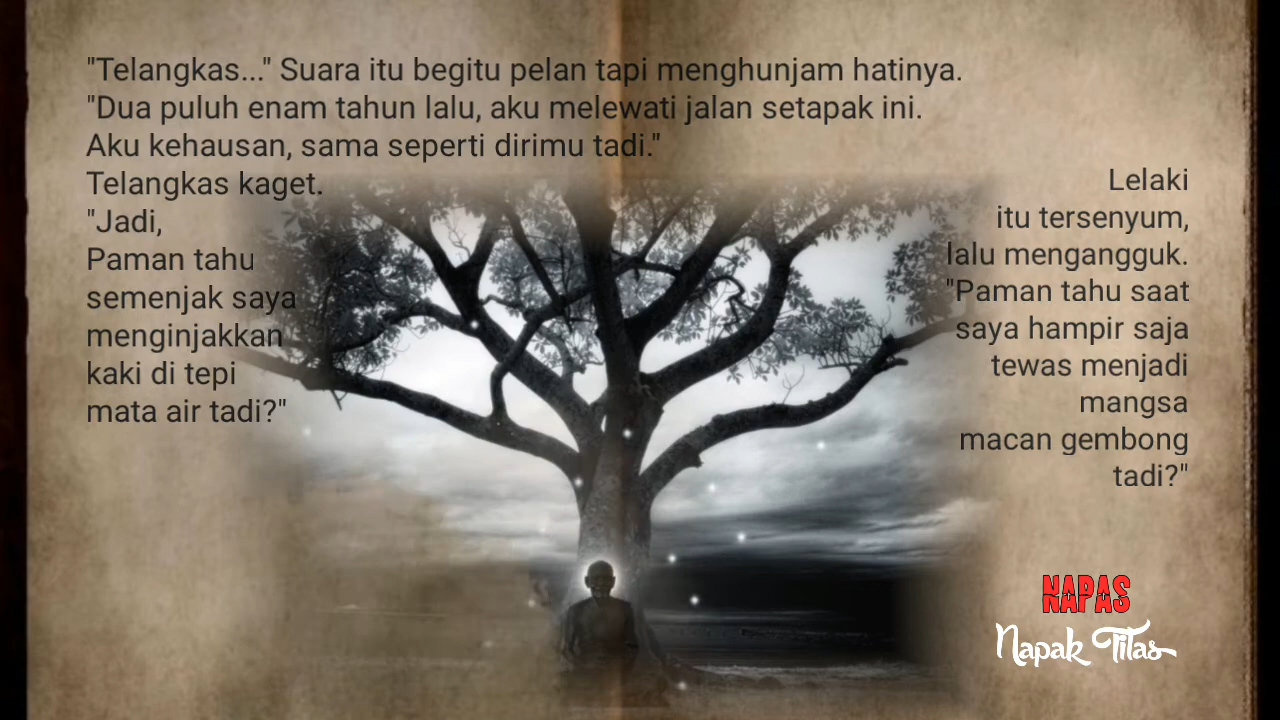 "Telangkas..." Suara itu begitu pelan tapi menghunjam hatinya.
"Dua puluh enam tahun lalu, aku melewati jalan setapak ini.
Aku kehausan, sama seperti dirimu tadi."
Telangkas kaget.
"Jadi,
Paman tahu
semenjak saya
menginjakkan
kaki di tepi
mata air tadi?"
Lelaki
itu tersenyum,
lalu mengangguk.
"Paman tahu saat
saya hampir saja
tewas menjadi
mangsa
macan gembong
tadi?"
NAPAS
Napak Tilas